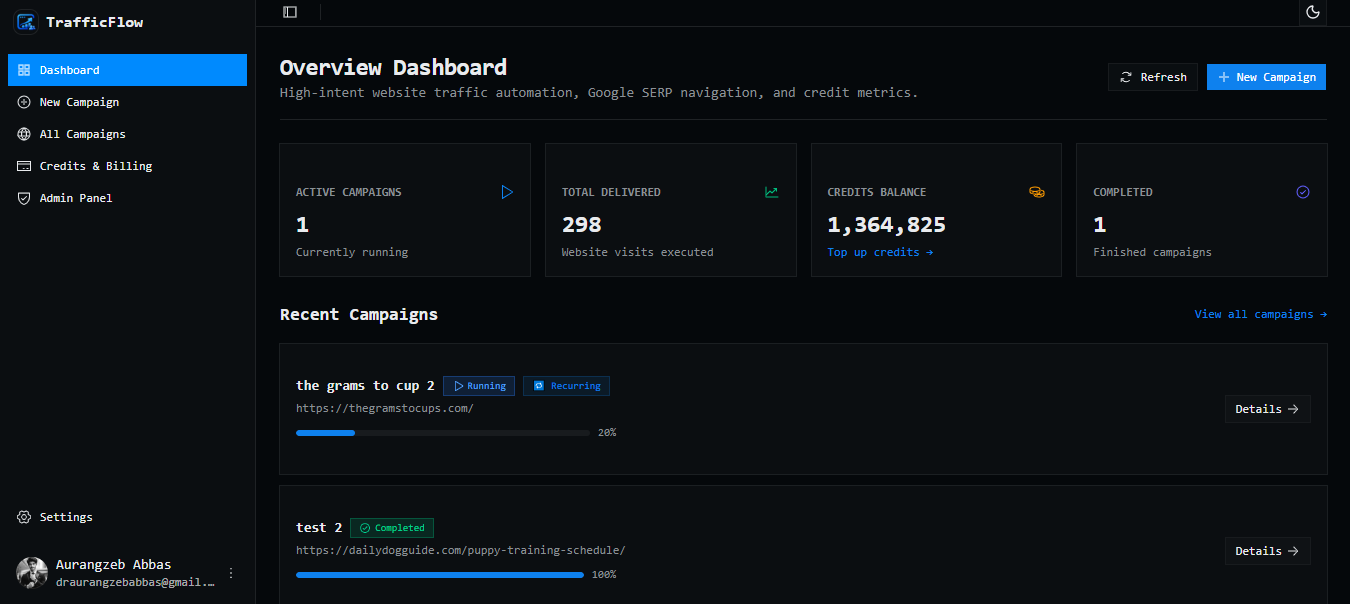 TrafficFlow
Dashboard
New Campaign
All Campaigns
Credits & Billing
Admin Panel
Settings
Aurangzeb Abbas
draurangzebabbas@gmail.…
Overview Dashboard
High-intent website traffic automation, Google SERP navigation, and credit metrics.
Refresh
New Campaign
ACTIVE CAMPAIGNS
1
Currently running
TOTAL DELIVERED
298
Website visits executed
CREDITS BALANCE
1,364,825
Top up credits →
COMPLETED
1
Finished campaigns
Recent Campaigns
View all campaigns →
the grams to cup 2 Running Recurring
https://thegramstocups.com/
20%
Details →
test 2 Completed
https://dailydogguide.com/puppy-training-schedule/
100%
Details →